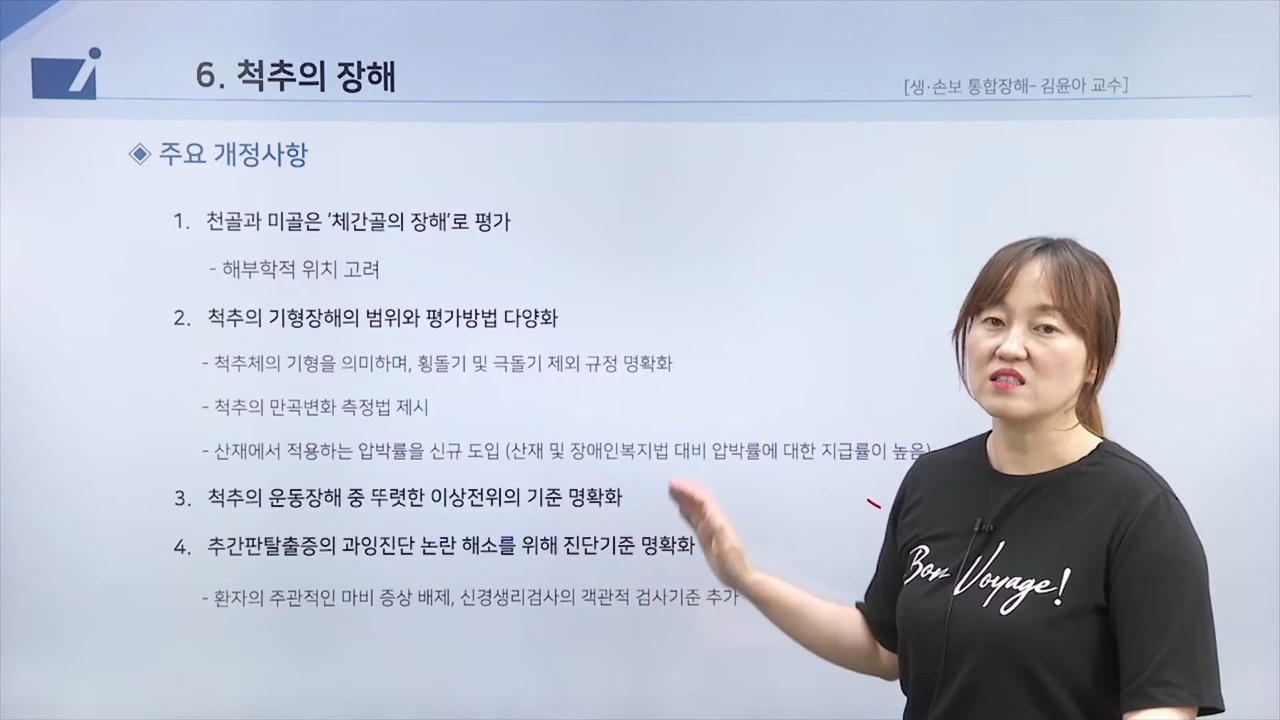 6. 척추의 장해
[생·손보 통합장해- 김윤아 교수]
◈ 주요 개정사항
1. 천골과 미골은 '체간골의 장해'로 평가
- 해부학적 위치 고려
2. 척추의 기형장해의 범위와 평가방법 다양화
- 척추체의 기형을 의미하며, 횡돌기 및 극돌기 제외 규정 명확화
- 척추의 만곡변화 측정법 제시
- 산재에서 적용하는 압박률을 신규 도입 (산재 및 장애인복지법 대비 압박률에 대한 지급률이 높음)
3. 척추의 운동장해 중 뚜렷한 이상전위의 기준 명확화
4. 추간판탈출증의 과잉진단 논란 해소를 위해 진단기준 명확화
- 환자의 주관적인 마비 증상 배제, 신경생리검사의 객관적 검사기준 추가
Bon Voyage!